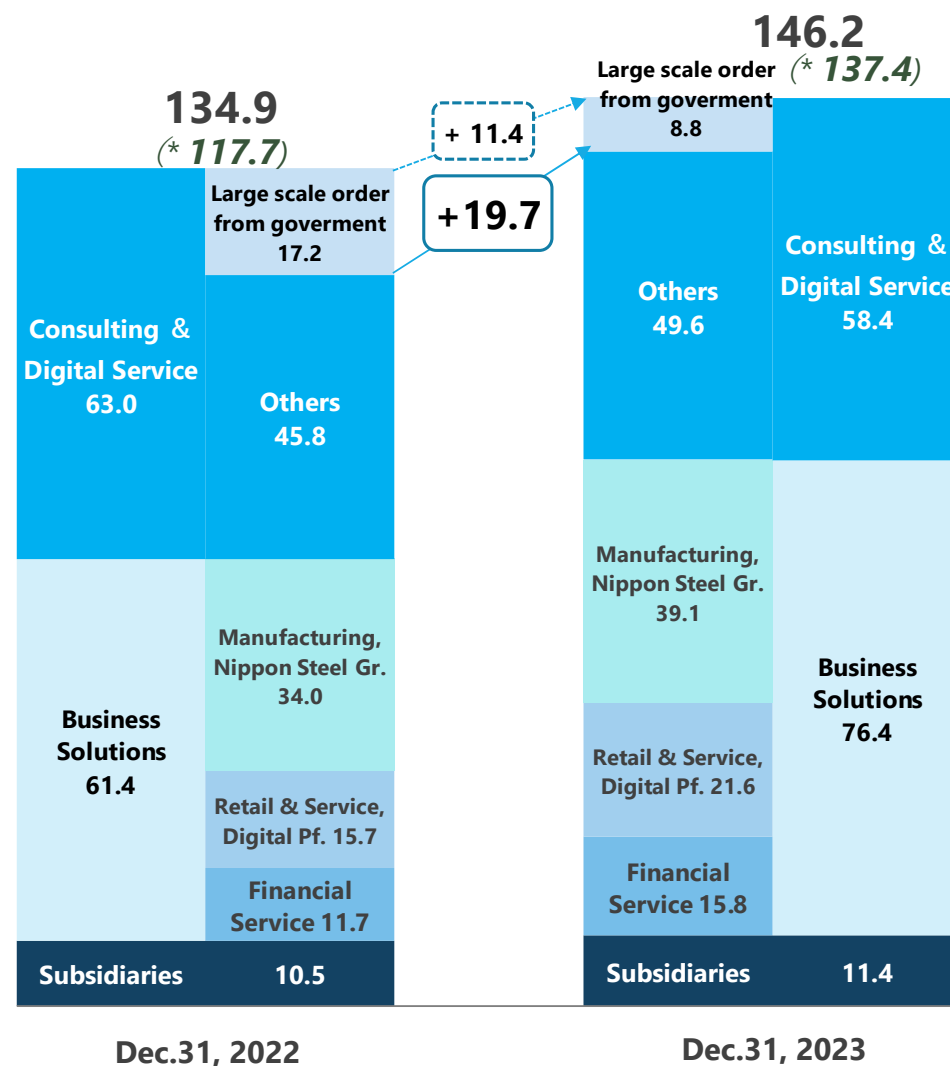 134.9
(* 117.7)
Consulting &
Digital Service
63.0
Business
Solutions
61.4
Large scale order
from goverment
17.2
Others
45.8
Manufacturing,
Nippon Steel Gr.
34.0
Retail & Service,
Digital Pf. 15.7
Financial
Service 11.7
Subsidiaries 10.5
Dec.31, 2022
+ 11.4
+19.7
146.2
(* 137.4)
Large scale order
from goverment
8.8
Others
49.6
Manufacturing,
Nippon Steel Gr.
39.1
Retail & Service,
Digital Pf. 21.6
Financial
Service 15.8
Consulting &
Digital Service
58.4
Business
Solutions
76.4
Subsidiaries 11.4
Dec.31, 2023